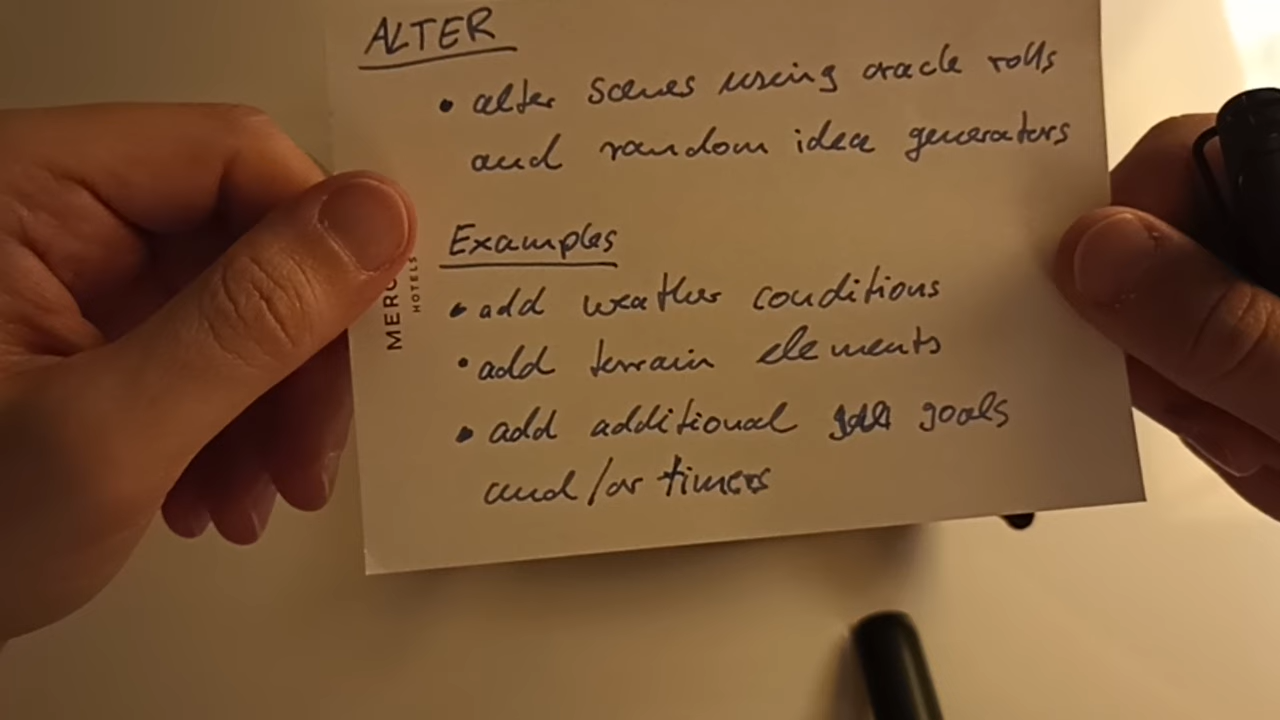 ALTER
• alter scenes using oracle rolls
and random idea generators
Examples
• add weather conditions
• add terrain elements
• add additional goals
and/or timers
MERC
HOTELS